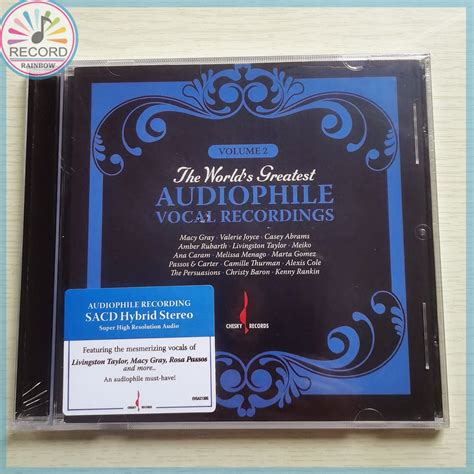 RECORD
RAINBOW
VOLUME 2
The World's Greatest
AUDIOPHILE
VOCAL RECORDINGS
Macy Gray · Valerie Joyce · Casey Abrams
Amber Rubarth · Livingston Taylor · Meiko
Ana Caram · Melissa Menago · Marta Gomez
Passos & Carter · Camille Thurman · Alexis Cole
The Persuasions · Christy Baron · Kenny Rankin
CHESKY RECORDS
AUDIOPHILE RECORDING
SACD Hybrid Stereo
Super High Resolution Audio
Featuring the mesmerizing vocals of
Livingston Taylor, Macy Gray, Rosa Passos
and more..
An audiophile must-have!
CHESKY RECORDS